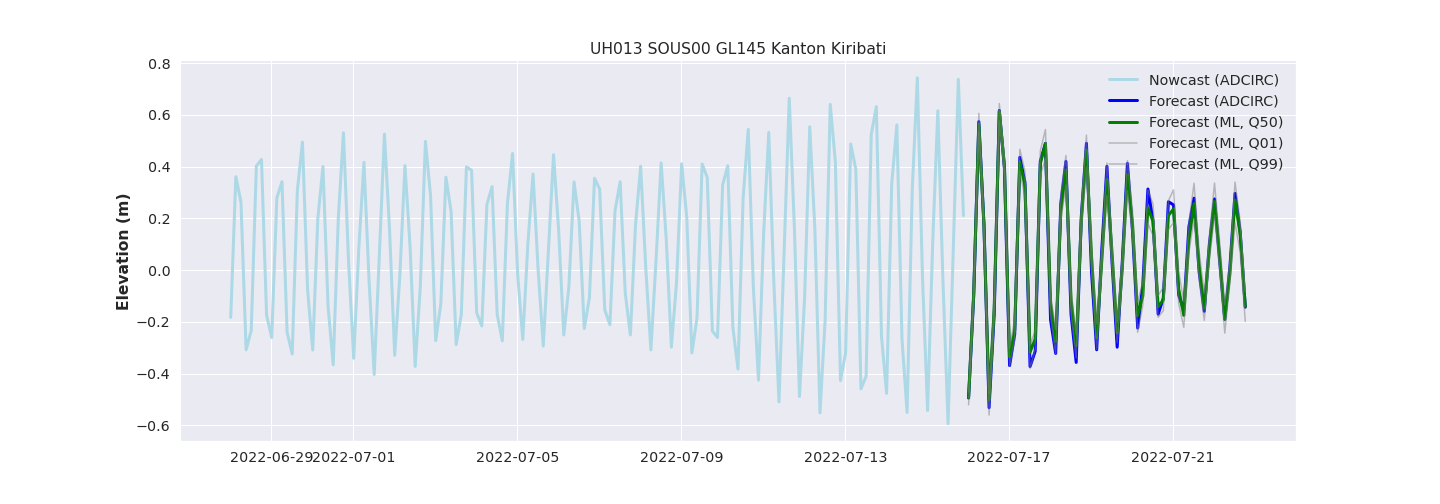 UH013 SOUS00 GL145 Kanton Kiribati
Elevation (m)
0.8
0.6
0.4
0.2
0.0
−0.2
−0.4
−0.6
Nowcast (ADCIRC)
Forecast (ADCIRC)
Forecast (ML, Q50)
Forecast (ML, Q01)
Forecast (ML, Q99)
2022-06-29 2022-07-01 2022-07-05 2022-07-09 2022-07-13 2022-07-17 2022-07-21